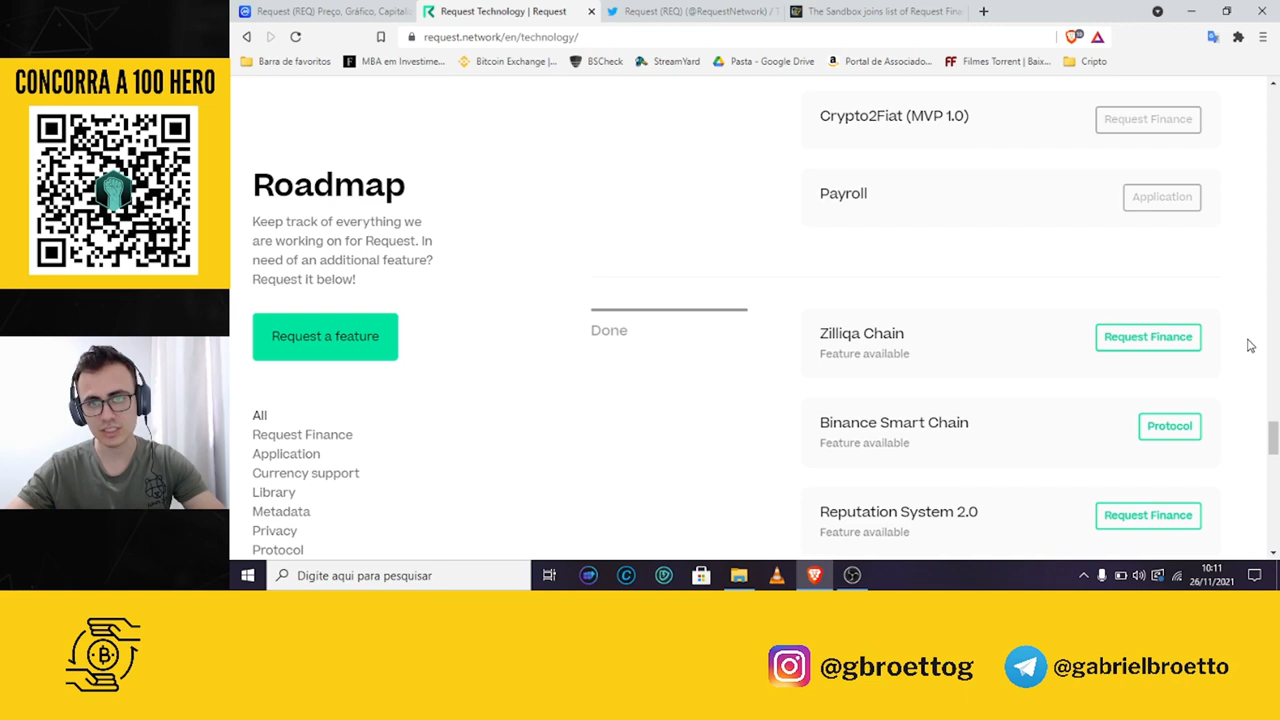 CONCORRA A 100 HERO
Request (REQ) Preço, Gráfico, Capitali
Request Technology | Request
Request (REQ) (@RequestNetwork) / T
The Sandbox joins list of Request Fina
request.network/en/technology/
Barra de favoritos
MBA em Investime...
Bitcoin Exchange |...
BSCheck
StreamYard
Pasta - Google Drive
Portal de Associado...
Filmes Torrent | Baix...
Cripto
Roadmap
Keep track of everything we
are working on for Request. In
need of an additional feature?
Request it below!
Request a feature
All
Request Finance
Application
Currency support
Library
Metadata
Privacy
Protocol
Crypto2Fiat (MVP 1.0)
Request Finance
Payroll
Application
Done
Zilliqa Chain
Feature available
Request Finance
Binance Smart Chain
Feature available
Protocol
Reputation System 2.0
Feature available
Request Finance
Digite aqui para pesquisar
10:11
26/11/2021
@gbroettog
@gabrielbroetto